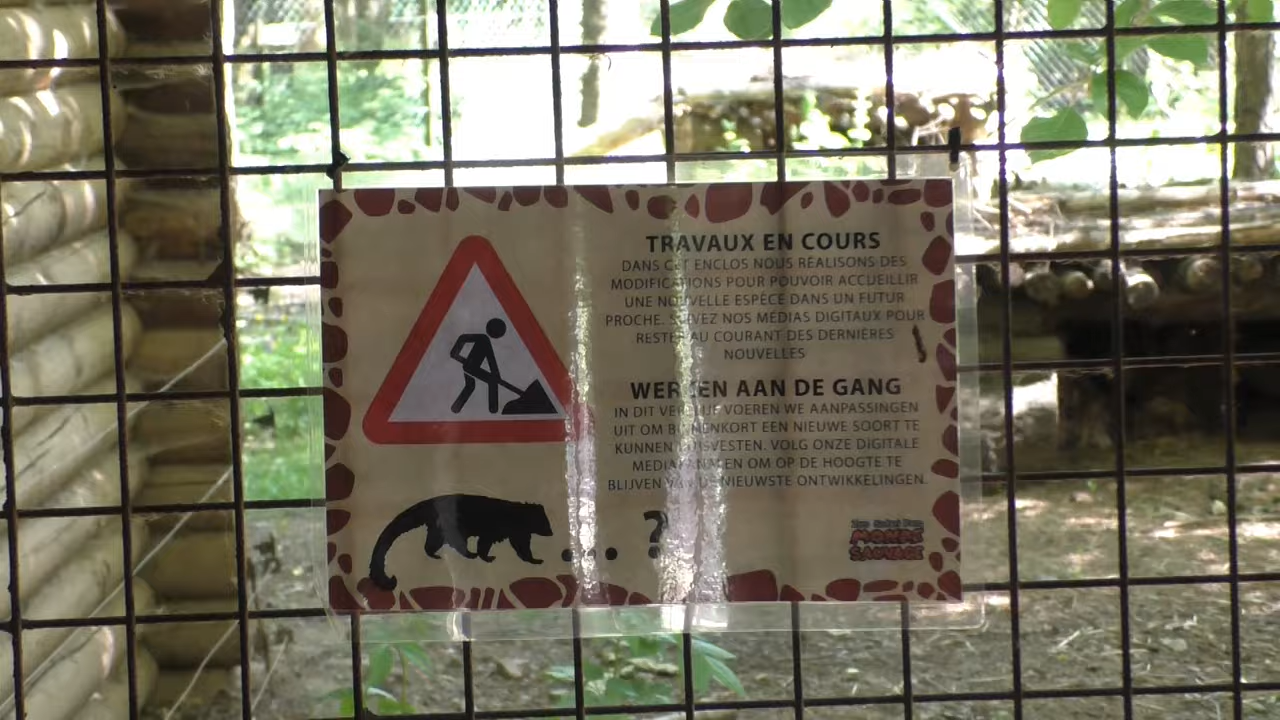 TRAVAUX EN COURS
DANS CET ENCLOS NOUS RÉALISONS DES
MODIFICATIONS POUR POUVOIR ACCUEILLIR
UNE NOUVELLE ESPÈCE DANS UN FUTUR
PROCHE. SUIVEZ NOS MÉDIAS DIGITAUX POUR
RESTER AU COURANT DES DERNIÈRES
NOUVELLES
WERKEN AAN DE GANG
IN DIT VERBLIJF VOEREN WE AANPASSINGEN
UIT OM BINNENKORT EEN NIEUWE SOORT TE
KUNNEN HUISVESTEN. VOLG ONZE DIGITALE
MEDIAKANALEN OM OP DE HOOGTE TE
BLIJVEN VAN DE NIEUWSTE ONTWIKKELINGEN.
... ?
Zoo Safari Parc
MONDE
SAUVAGE